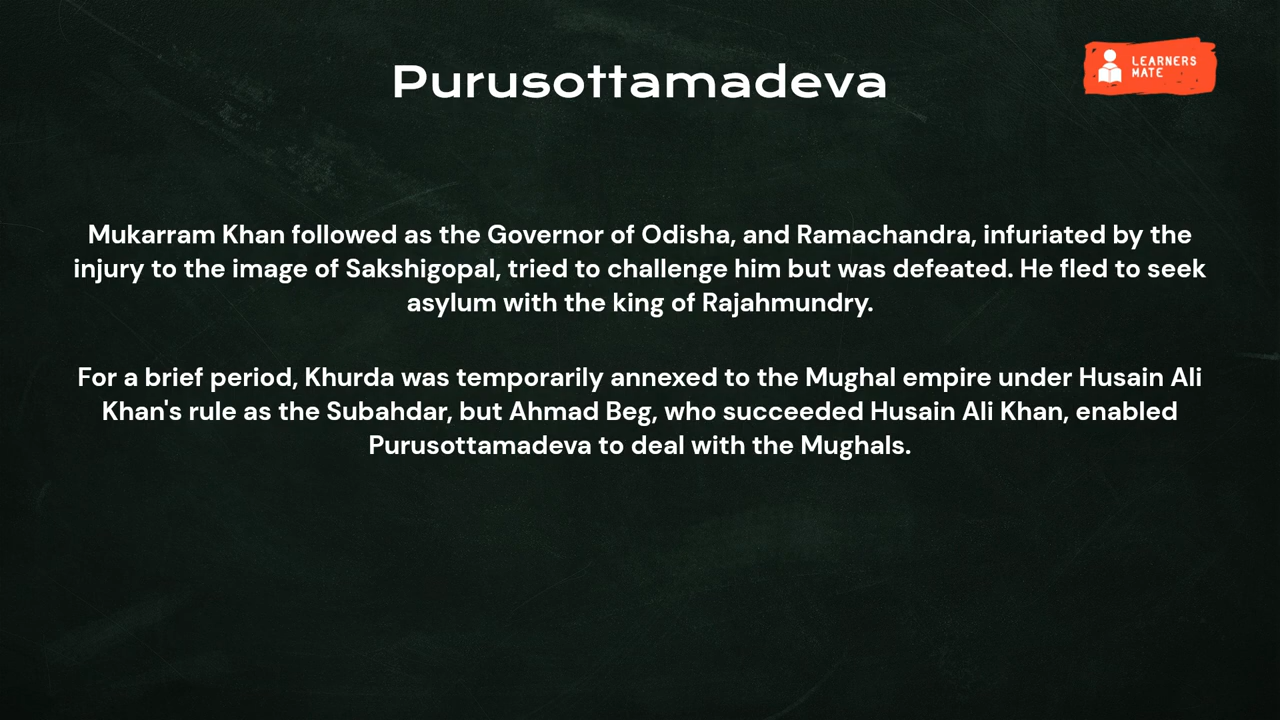 Purusottamadeva
LEARNERS
MATE
Mukarram Khan followed as the Governor of Odisha, and Ramachandra, infuriated by the
injury to the image of Sakshigopal, tried to challenge him but was defeated. He fled to seek
asylum with the king of Rajahmundry.
For a brief period, Khurda was temporarily annexed to the Mughal empire under Husain Ali
Khan's rule as the Subahdar, but Ahmad Beg, who succeeded Husain Ali Khan, enabled
Purusottamadeva to deal with the Mughals.